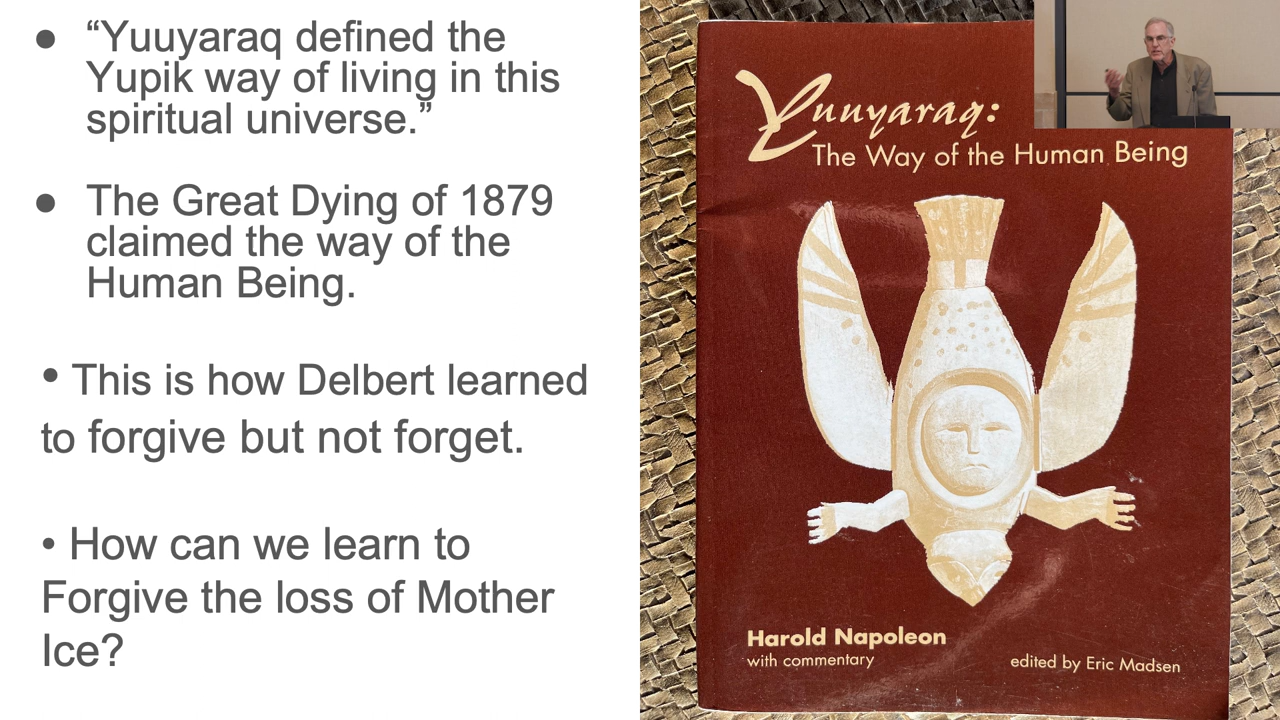 ● “Yuuyaraq defined the
Yupik way of living in this
spiritual universe.”
● The Great Dying of 1879
claimed the way of the
Human Being.
• This is how Delbert learned
to forgive but not forget.
• How can we learn to
Forgive the loss of Mother
Ice?
Yuuyaraq:
The Way of the Human Being
Harold Napoleon
with commentary
edited by Eric Madsen